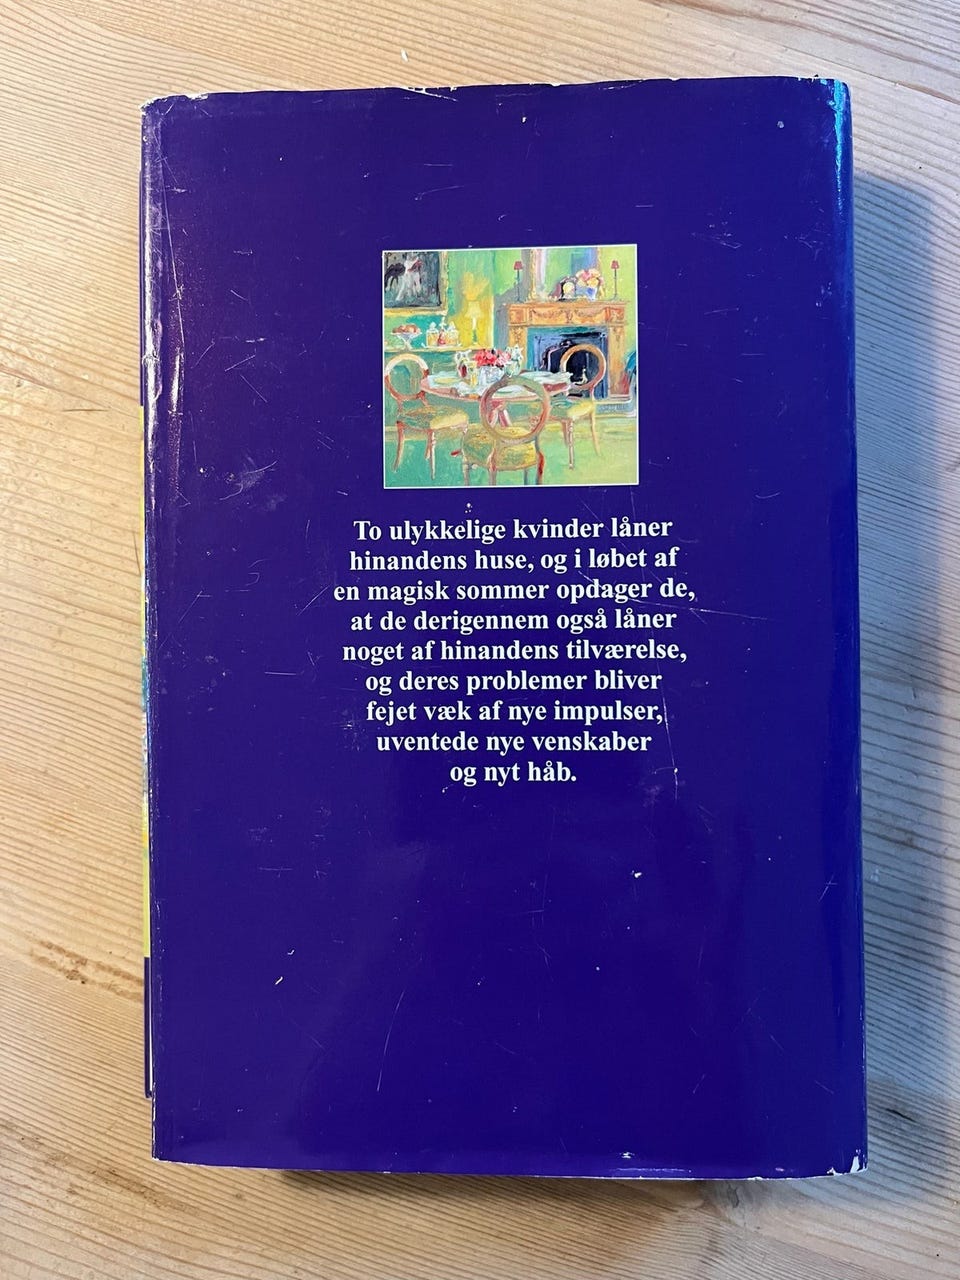 To ulykkelige kvinder låner
hinandens huse, og i løbet af
en magisk sommer opdager de,
at de derigennem også låner
noget af hinandens tilværelse,
og deres problemer bliver
fejet væk af nye impulser,
uventede nye venskaber
og nyt håb.